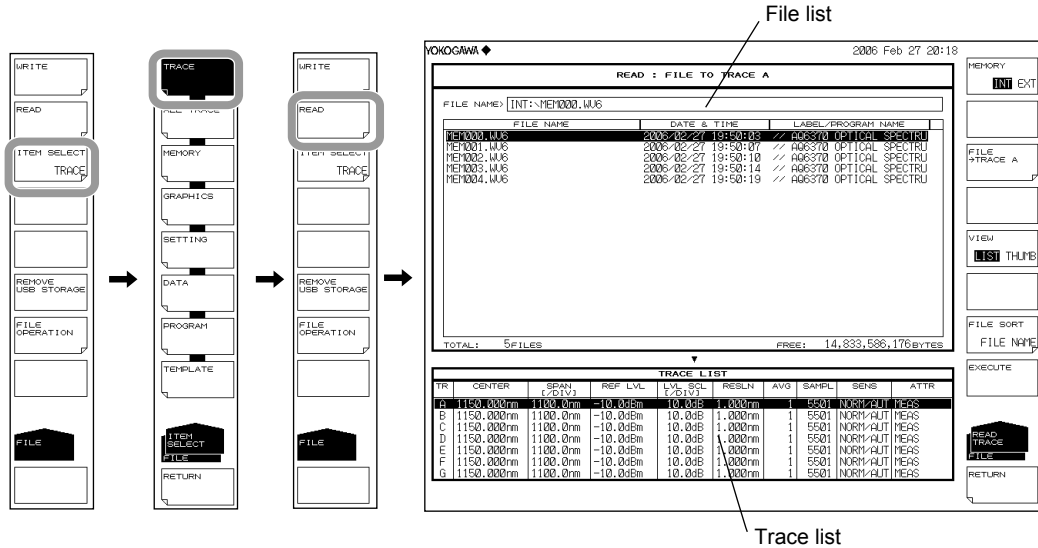 File list
WRITE
READ
ITEM SELECT
TRACE
REMOVE
USB STORAGE
FILE
OPERATION
FILE
TRACE
ALL TRACE
MEMORY
GRAPHICS
SETTING
DATA
PROGRAM
TEMPLATE
ITEM
SELECT
FILE
RETURN
WRITE
READ
ITEM SELECT
TRACE
REMOVE
USB STORAGE
FILE
OPERATION
FILE
YOKOGAWA ◆ 2006 Feb 27 20:18
READ : FILE TO TRACE A
FILE NAME> INT:\MEM000.WU6
FILE NAME DATE & TIME LABEL/PROGRAM NAME
MEM000.WU6 2006/02/27 19:50:03 // AQ6370 OPTICAL SPECTRU
MEM001.WU6 2006/02/27 19:50:07 // AQ6370 OPTICAL SPECTRU
MEM002.WU6 2006/02/27 19:50:10 // AQ6370 OPTICAL SPECTRU
MEM003.WU6 2006/02/27 19:50:14 // AQ6370 OPTICAL SPECTRU
MEM004.WU6 2006/02/27 19:50:19 // AQ6370 OPTICAL SPECTRU
TOTAL: 5FILES FREE: 14,833,586,176BYTES
TRACE LIST
TR CENTER SPAN [/DIV] REF LVL LVL SCL [/DIV] RESLN AVG SAMPL SENS ATTR
A 1150.000nm 1100.0nm -10.0dBm 10.0dB 1.000nm 1 5501 NORM/AUT MEAS
B 1150.000nm 1100.0nm -10.0dBm 10.0dB 1.000nm 1 5501 NORM/AUT MEAS
C 1150.000nm 1100.0nm -10.0dBm 10.0dB 1.000nm 1 5501 NORM/AUT MEAS
D 1150.000nm 1100.0nm -10.0dBm 10.0dB 1.000nm 1 5501 NORM/AUT MEAS
E 1150.000nm 1100.0nm -10.0dBm 10.0dB 1.000nm 1 5501 NORM/AUT MEAS
F 1150.000nm 1100.0nm -10.0dBm 10.0dB 1.000nm 1 5501 NORM/AUT MEAS
G 1150.000nm 1100.0nm -10.0dBm 10.0dB 1.000nm 1 5501 NORM/AUT MEAS
MEMORY
INT EXT
FILE
→TRACE A
VIEW
LIST THUMB
FILE SORT
FILE NAME
EXECUTE
READ
TRACE
FILE
RETURN
Trace list